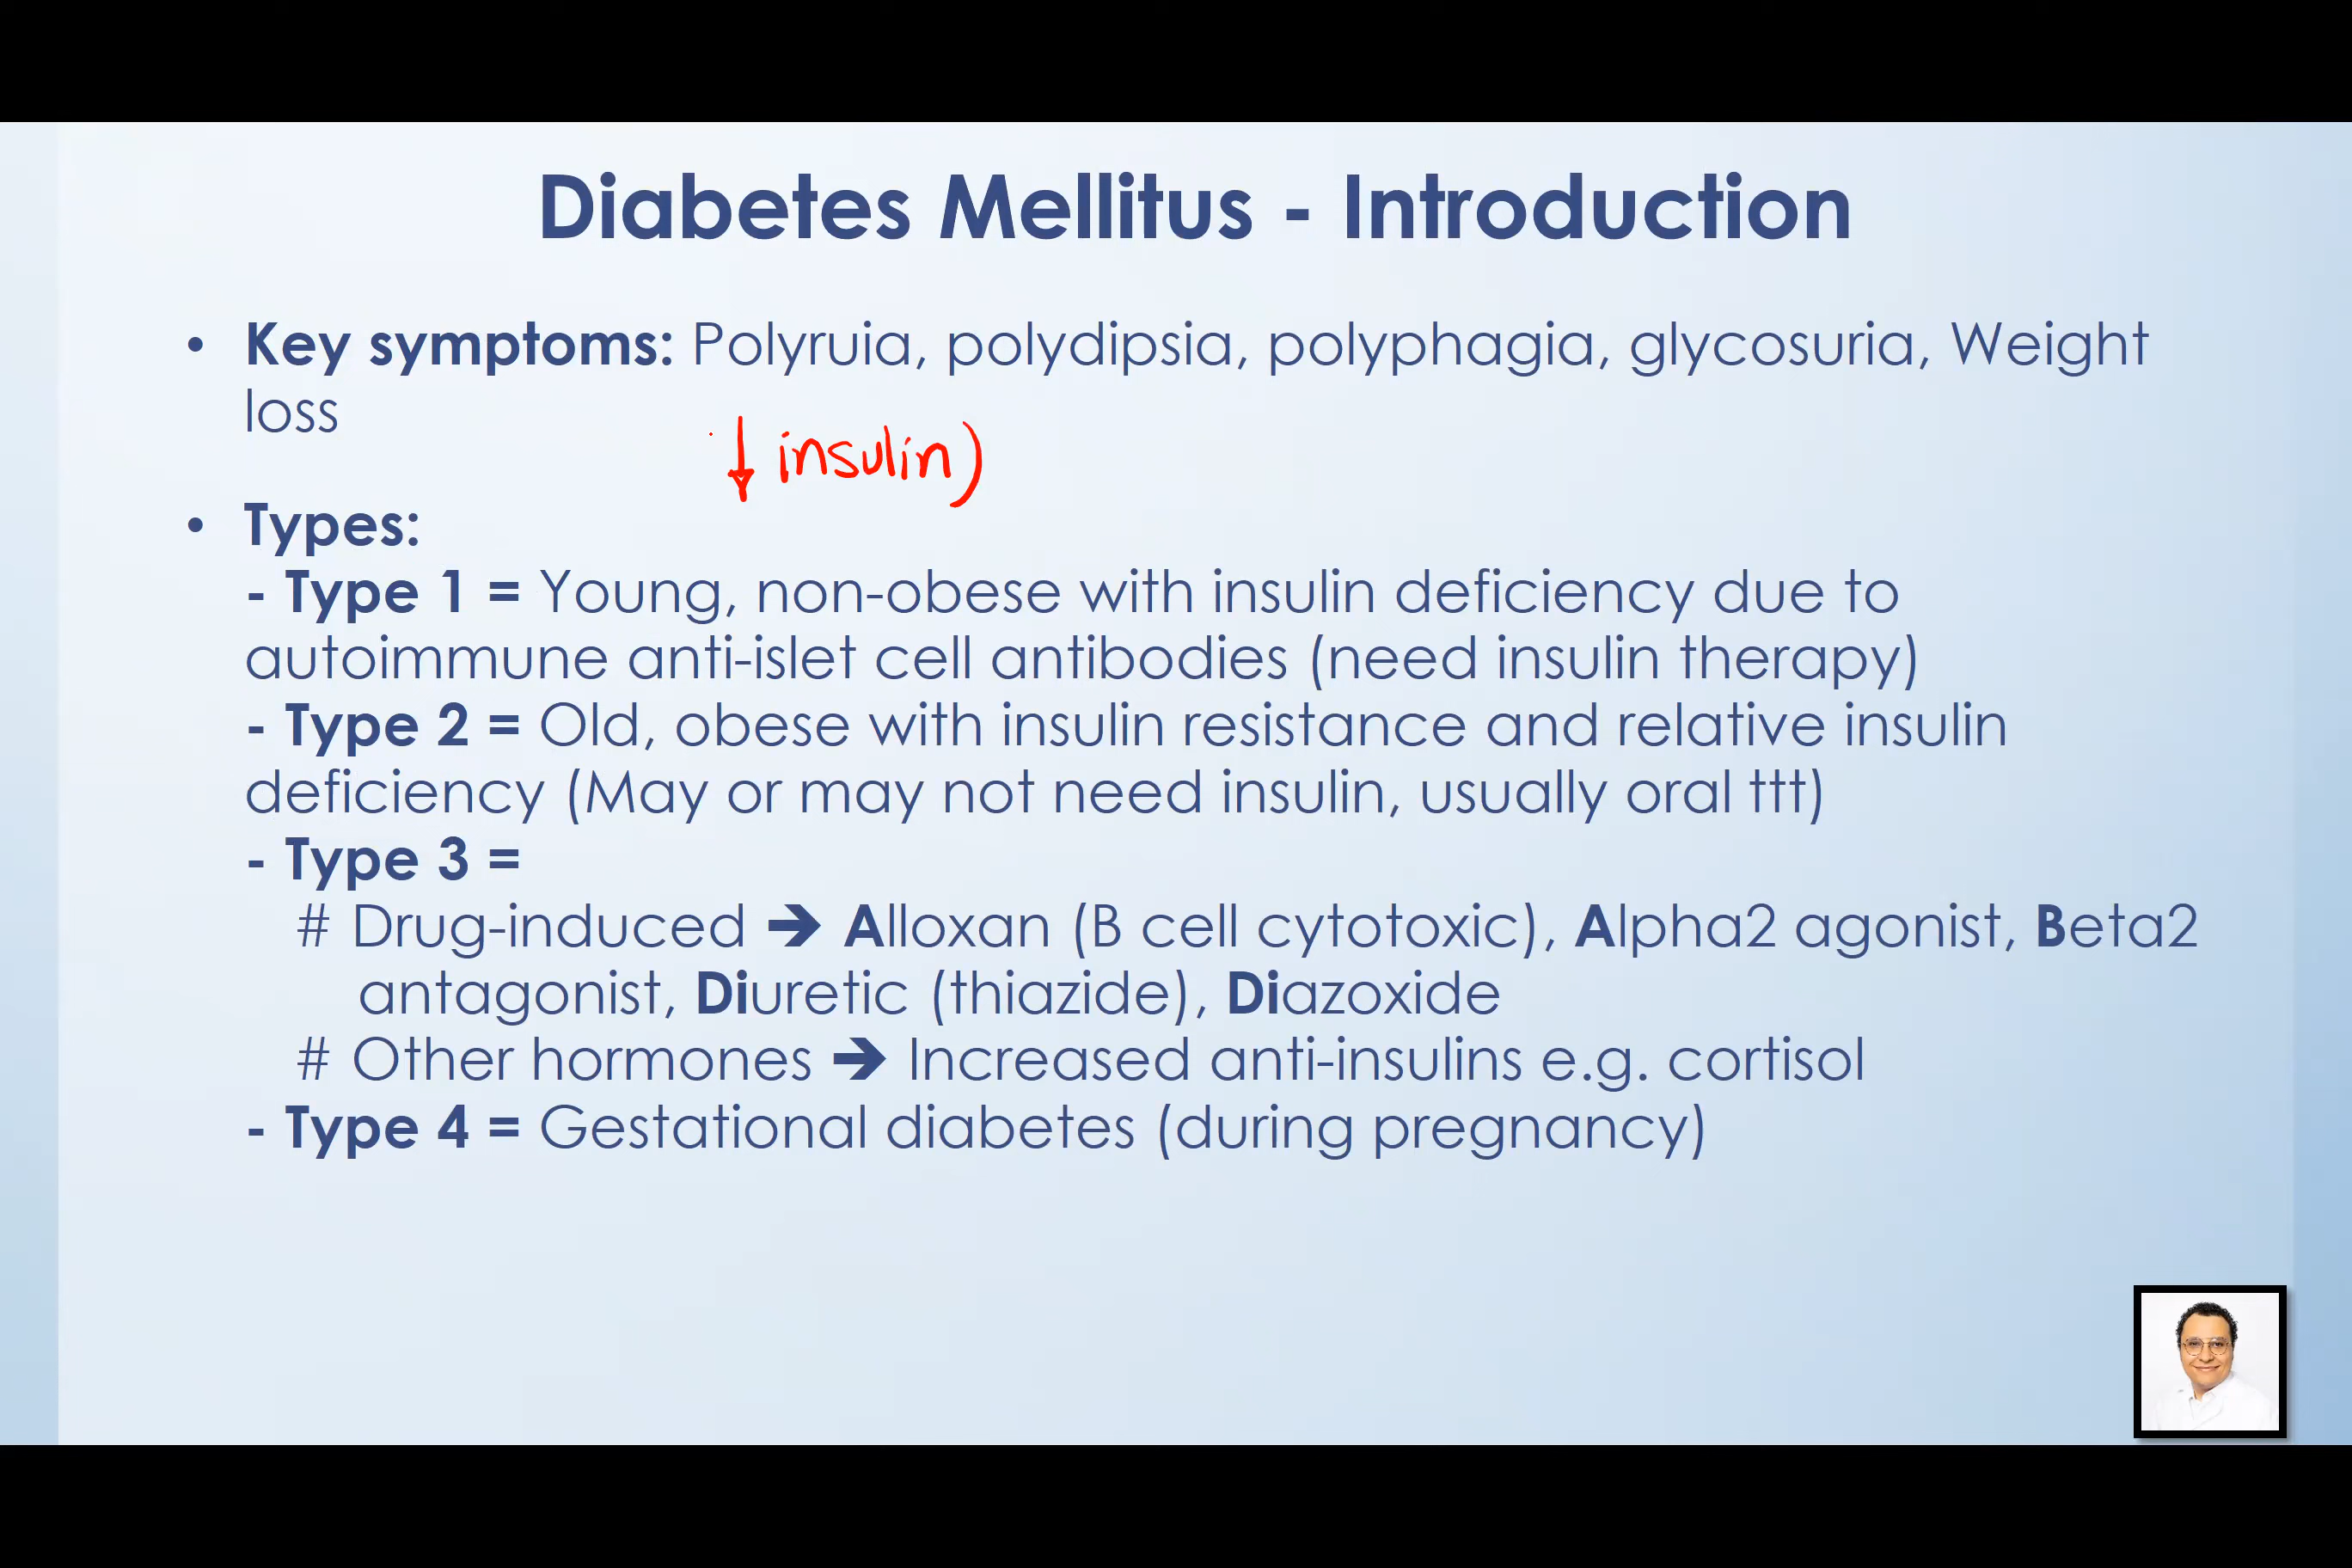 Diabetes Mellitus - Introduction
• Key symptoms: Polyruia, polydipsia, polyphagia, glycosuria, Weight
loss
↓ insulin)
• Types:
- Type 1 = Young, non-obese with insulin deficiency due to
autoimmune anti-islet cell antibodies (need insulin therapy)
- Type 2 = Old, obese with insulin resistance and relative insulin
deficiency (May or may not need insulin, usually oral ttt)
- Type 3 =
# Drug-induced ➔ Alloxan (B cell cytotoxic), Alpha2 agonist, Beta2
antagonist, Diuretic (thiazide), Diazoxide
# Other hormones ➔ Increased anti-insulins e.g. cortisol
- Type 4 = Gestational diabetes (during pregnancy)